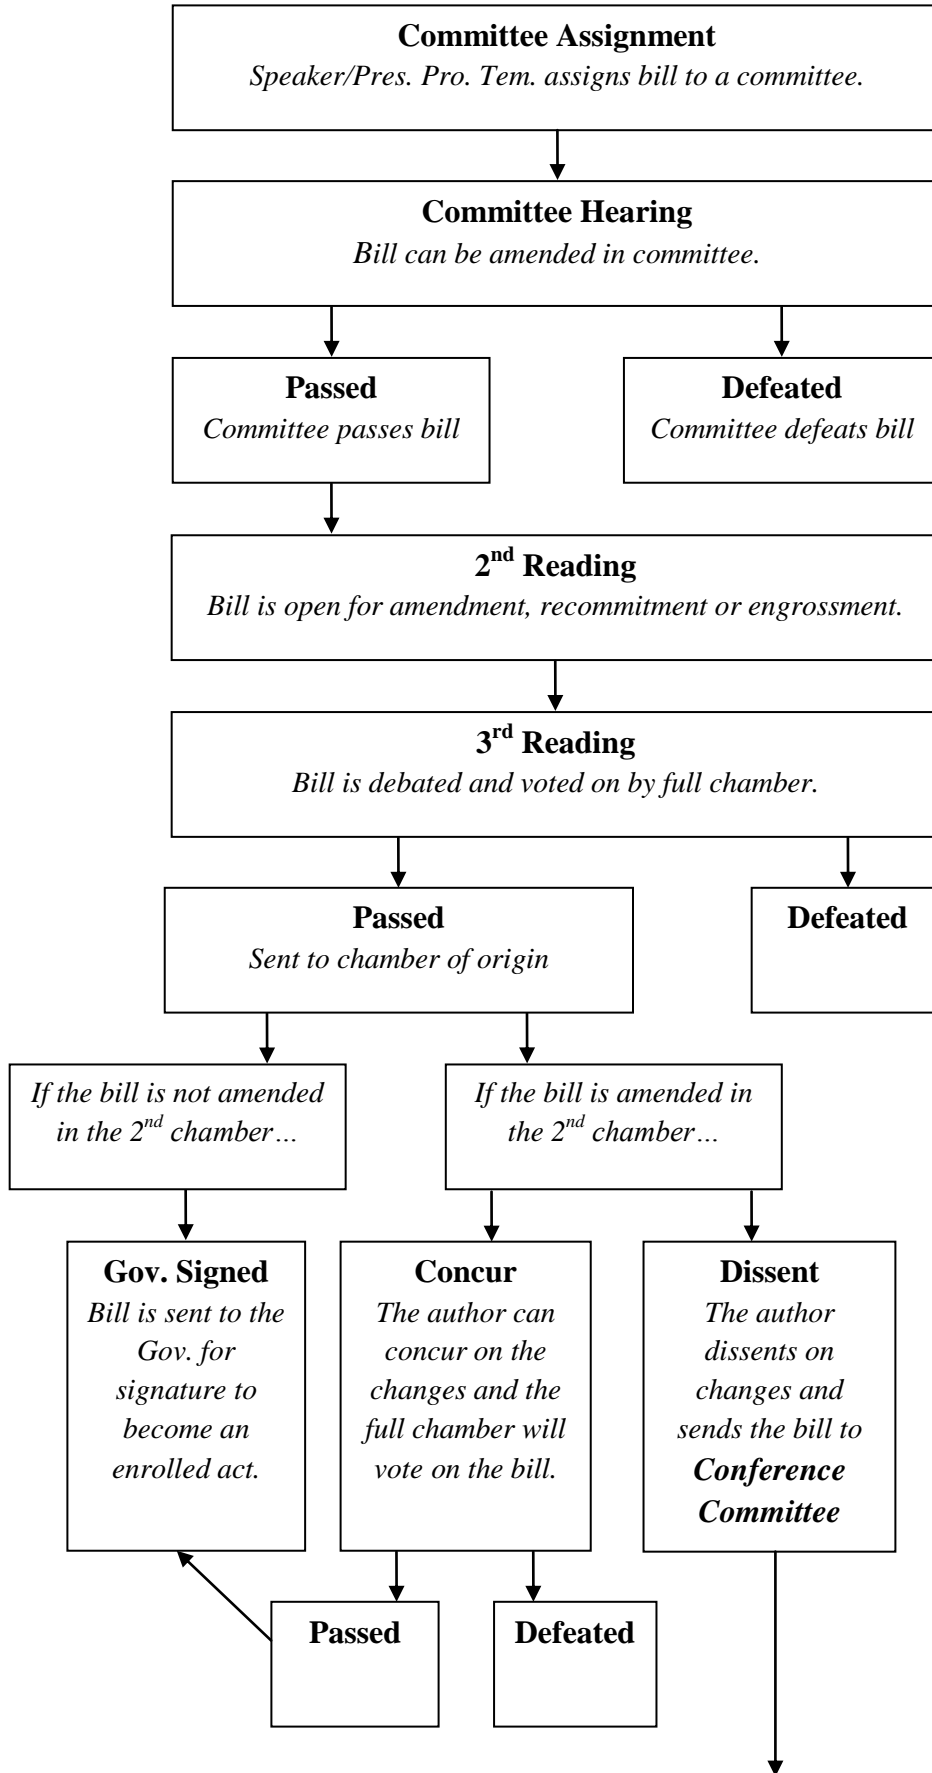 Committee Assignment
Speaker/Pres. Pro. Tem. assigns bill to a committee.
Committee Hearing
Bill can be amended in committee.
Passed
Committee passes bill
Defeated
Committee defeats bill
2nd Reading
Bill is open for amendment, recommitment or engrossment.
3rd Reading
Bill is debated and voted on by full chamber.
Passed
Sent to chamber of origin
Defeated
If the bill is not amended
in the 2nd chamber…
If the bill is amended in
the 2nd chamber…
Gov. Signed
Bill is sent to the
Gov. for
signature to
become an
enrolled act.
Concur
The author can
concur on the
changes and the
full chamber will
vote on the bill.
Dissent
The author
dissents on
changes and
sends the bill to
Conference
Committee
Passed
Defeated